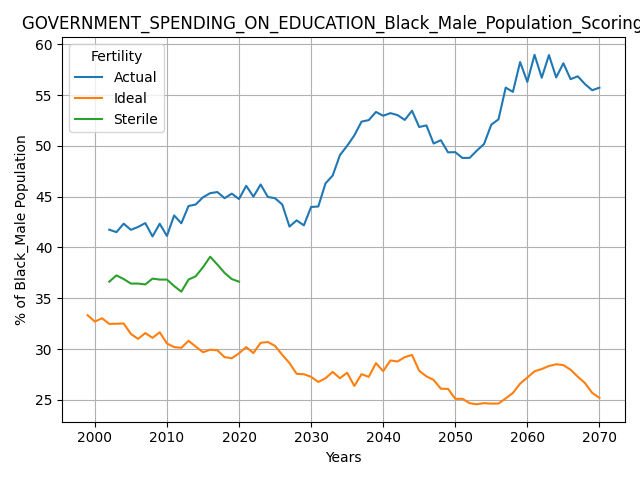 GOVERNMENT_SPENDING_ON_EDUCATION_Black_Male_Population_Scoring
60
55
50
45
40
35
30
25
% of Black_Male Population
Fertility
Actual
Ideal
Sterile
2000 2010 2020 2030 2040 2050 2060 2070
Years